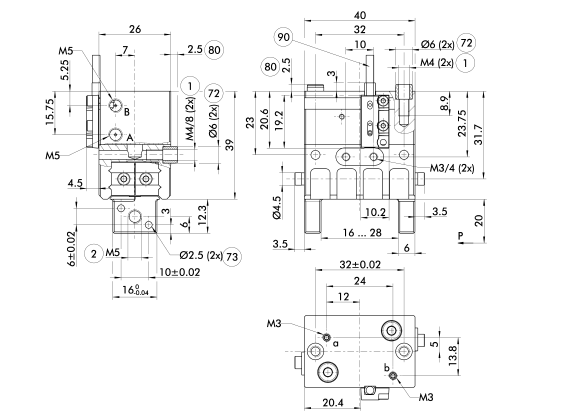 26
7
2.5 80
M5
B
A
M5
5.25
15.75
1
72
M4/8 (2x)
Ø6 (2x)
39
4.5
3
6
12.3
2 M5
6±0.02
Ø2.5 (2x) 73
10±0.02
16 0 -0.04
40
32
10
90
80
2.5
3
Ø6 (2x) 72
M4 (2x) 1
23
20.6
19.2
8.9
23.75
31.7
M3/4 (2x)
Ø4.5
10.2
3.5
3.5
16 ... 28
6
20
P
32±0.02
24
12
M3
a
b
M3
5
13.8
20.4